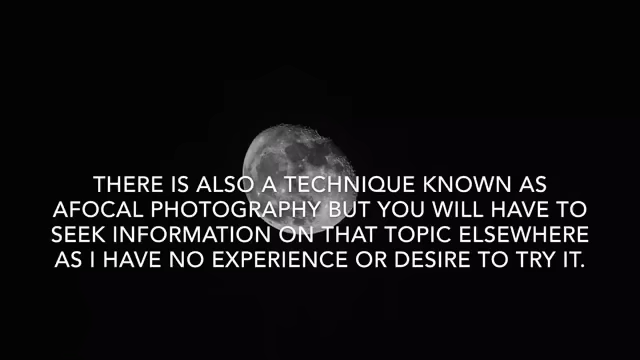 THERE IS ALSO A TECHNIQUE KNOWN AS
AFOCAL PHOTOGRAPHY BUT YOU WILL HAVE TO
SEEK INFORMATION ON THAT TOPIC ELSEWHERE
AS I HAVE NO EXPERIENCE OR DESIRE TO TRY IT.